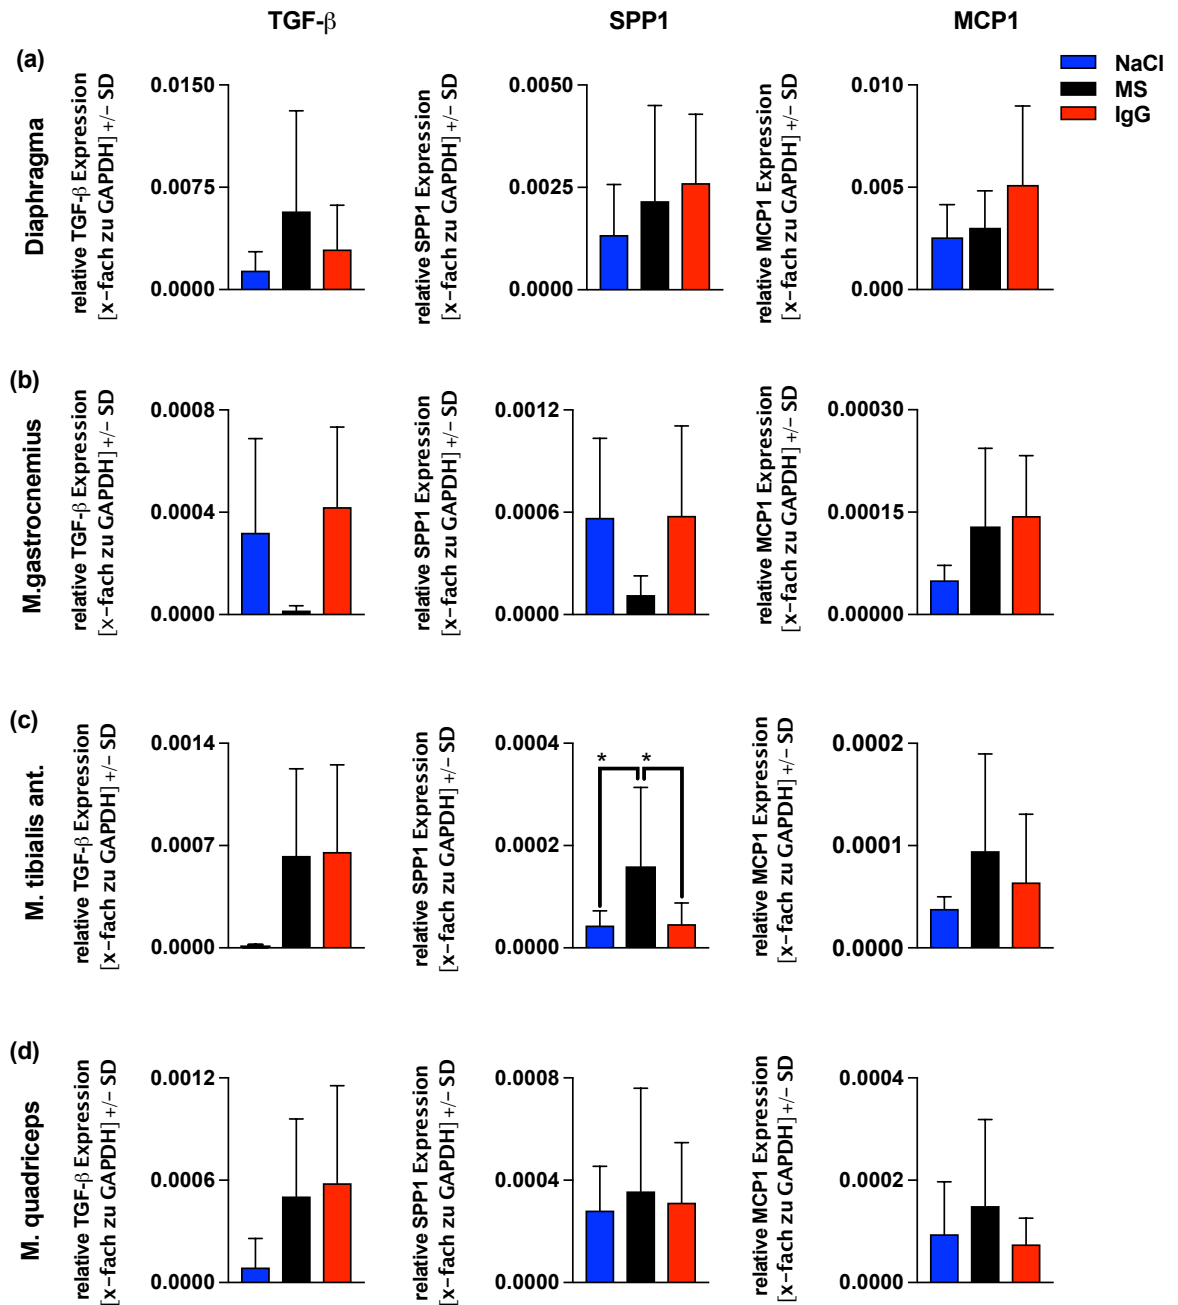 TGF-β SPP1 MCP1
NaCl
MS
IgG
(a)
Diaphragma
relative TGF-β Expression
[x-fach zu GAPDH] +/- SD
0.0150
0.0075
0.0000
relative SPP1 Expression
[x-fach zu GAPDH] +/- SD
0.0050
0.0025
0.0000
relative MCP1 Expression
[x-fach zu GAPDH] +/- SD
0.010
0.005
0.000
(b)
M.gastrocnemius
relative TGF-β Expression
[x-fach zu GAPDH] +/- SD
0.0008
0.0004
0.0000
relative SPP1 Expression
[x-fach zu GAPDH] +/- SD
0.0012
0.0006
0.0000
relative MCP1 Expression
[x-fach zu GAPDH] +/- SD
0.00030
0.00015
0.00000
(c)
M. tibialis ant.
relative TGF-β Expression
[x-fach zu GAPDH] +/- SD
0.0014
0.0007
0.0000
relative SPP1 Expression
[x-fach zu GAPDH] +/- SD
0.0004
0.0002
0.0000
* *
relative MCP1 Expression
[x-fach zu GAPDH] +/- SD
0.0002
0.0001
0.0000
(d)
M. quadriceps
relative TGF-β Expression
[x-fach zu GAPDH] +/- SD
0.0012
0.0006
0.0000
relative SPP1 Expression
[x-fach zu GAPDH] +/- SD
0.0008
0.0004
0.0000
relative MCP1 Expression
[x-fach zu GAPDH] +/- SD
0.0004
0.0002
0.0000